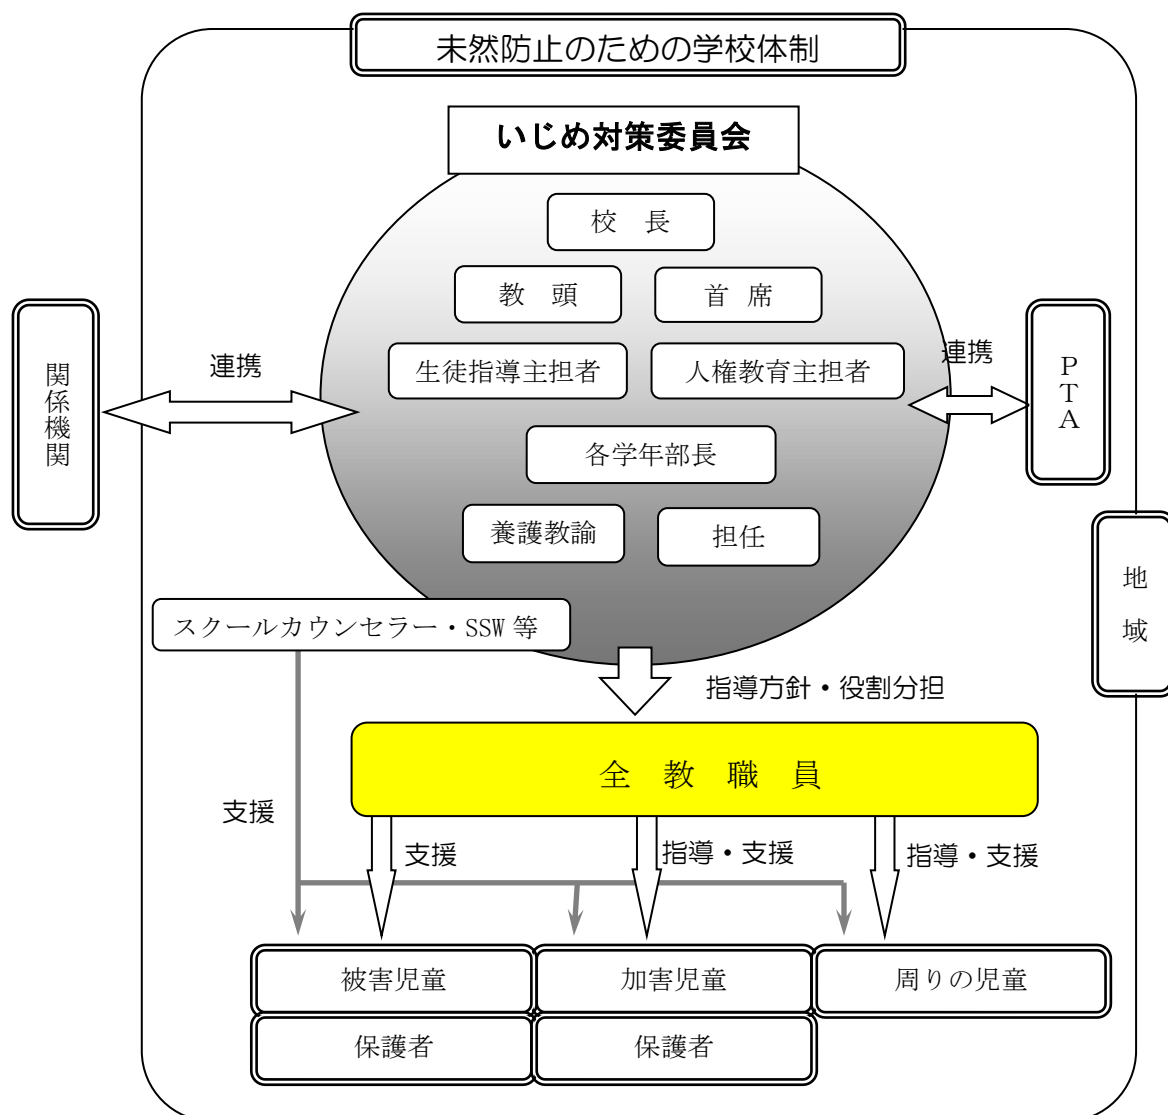 未然防止のための学校体制
いじめ対策委員会
校　長
教　頭
首　席
生徒指導主担者
人権教育主担者
各学年部長
養護教諭
担任
スクールカウンセラー・SSW 等
関係機関
連携
連携
PTA
地域
指導方針・役割分担
全　教　職　員
支援
支援
指導・支援
指導・支援
被害児童
加害児童
周りの児童
保護者
保護者